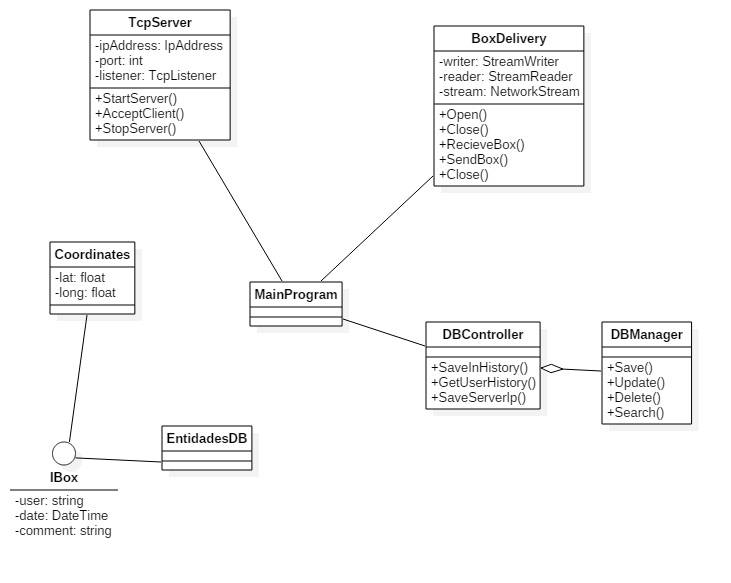 TcpServer
-ipAddress: IpAddress
-port: int
-listener: TcpListener
+StartServer()
+AcceptClient()
+StopServer()
BoxDelivery
-writer: StreamWriter
-reader: StreamReader
-stream: NetworkStream
+Open()
+Close()
+RecieveBox()
+SendBox()
+Close()
Coordinates
-lat: float
-long: float
MainProgram
DBController
+SaveInHistory()
+GetUserHistory()
+SaveServerIp()
DBManager
+Save()
+Update()
+Delete()
+Search()
EntidadesDB
IBox
-user: string
-date: DateTime
-comment: string